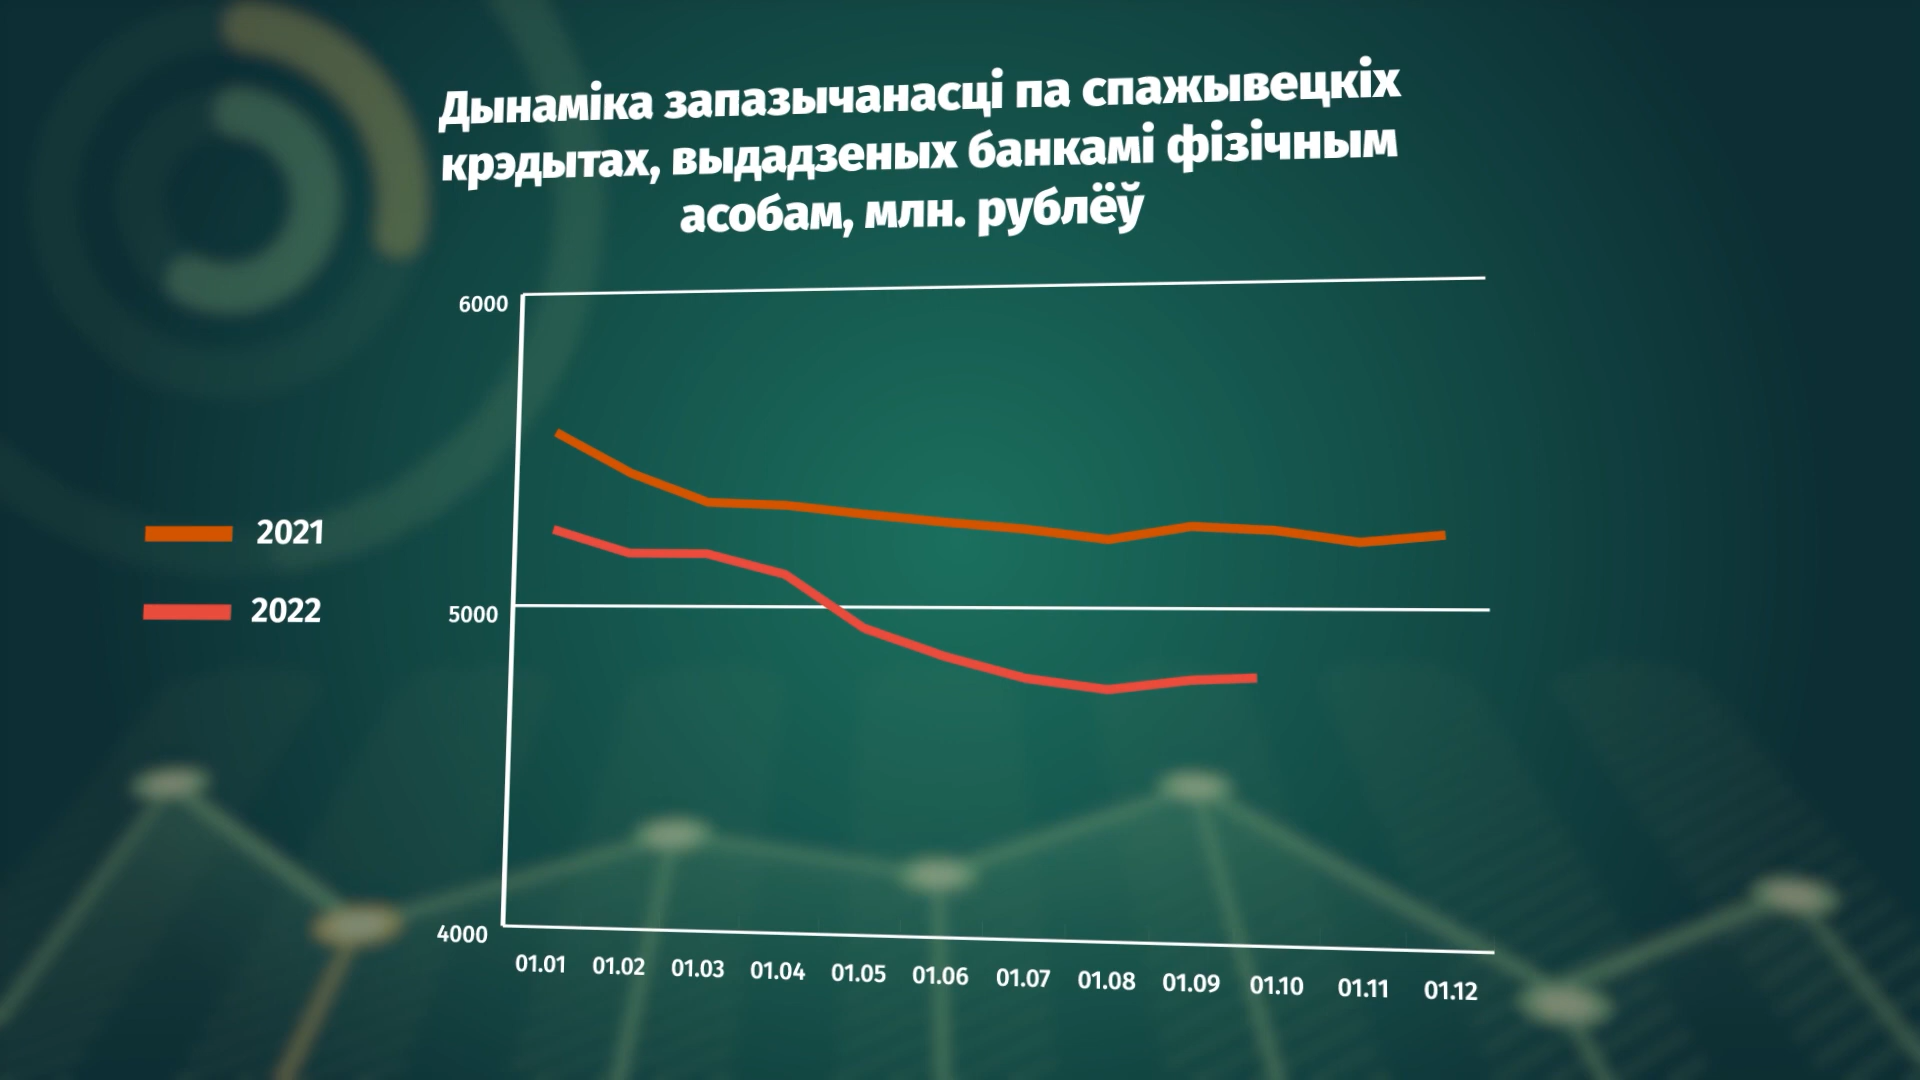 Дынаміка запазычанасці па спажывецкіх
крэдытах, выдадзеных банкамі фізічным
асобам, млн. рублёў
6000
2021
2022
5000
4000
01.01 01.02 01.03 01.04 01.05 01.06 01.07 01.08 01.09 01.10 01.11 01.12